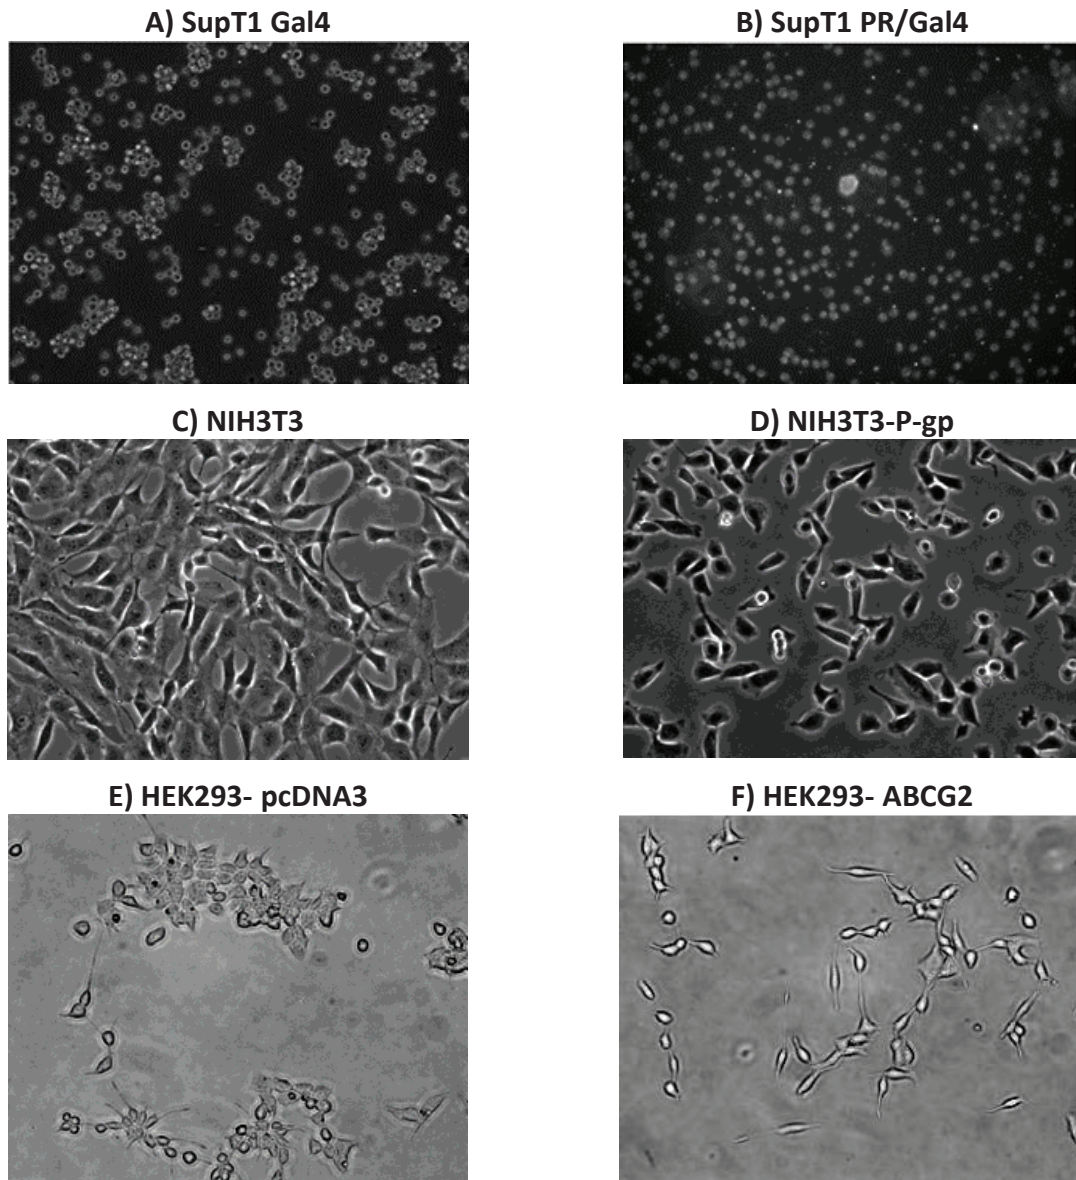 A) SupT1 Gal4
B) SupT1 PR/Gal4
C) NIH3T3
D) NIH3T3-P-gp
E) HEK293- pcDNA3
F) HEK293- ABCG2